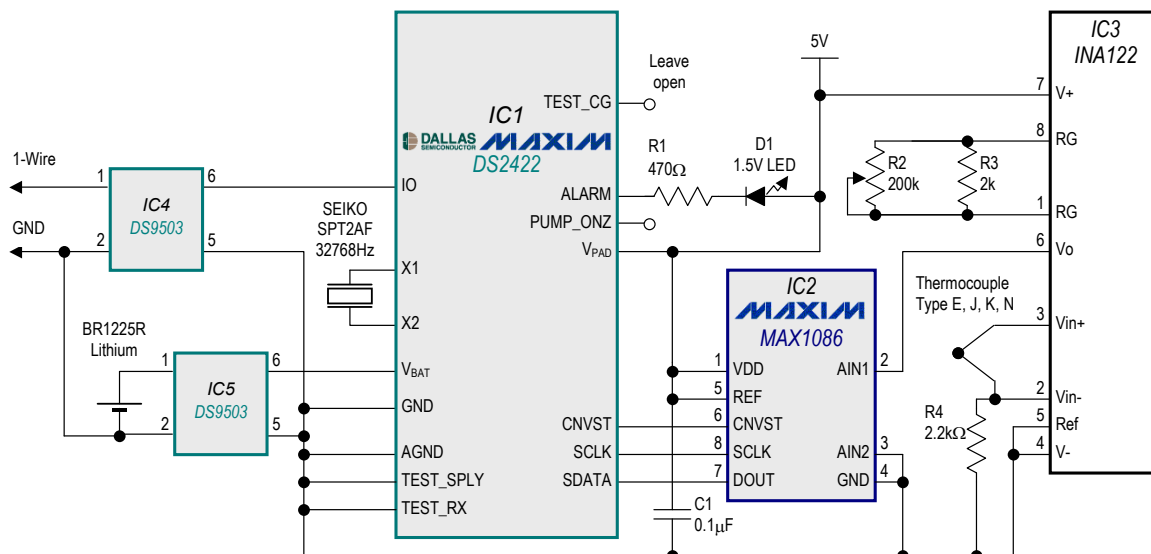 5V
IC3
INA122
Leave
open
TEST_CG
7
V+
IC1
DALLAS
SEMICONDUCTOR
MAXIM
DS2422
R1
470Ω
D1
1.5V LED
8
RG
R2
200k
R3
2k
1-Wire
1
6
IO
ALARM
IC4
DS9503
1
RG
GND
2
5
SEIKO
SPT2AF
32768Hz
PUMP_ONZ
VPAD
6
Vo
X1
X2
IC2
MAXIM
MAX1086
Thermocouple
Type E, J, K, N
3
Vin+
BR1225R
Lithium
1
6
VBAT
1
VDD
AIN1
2
IC5
DS9503
5
REF
2
Vin-
GND
2
5
CNVST
6
CNVST
R4
2.2kΩ
5
Ref
AGND
SCLK
8
SCLK
AIN2
3
4
V-
TEST_SPLY
SDATA
7
DOUT
GND
4
TEST_RX
C1
0.1µF